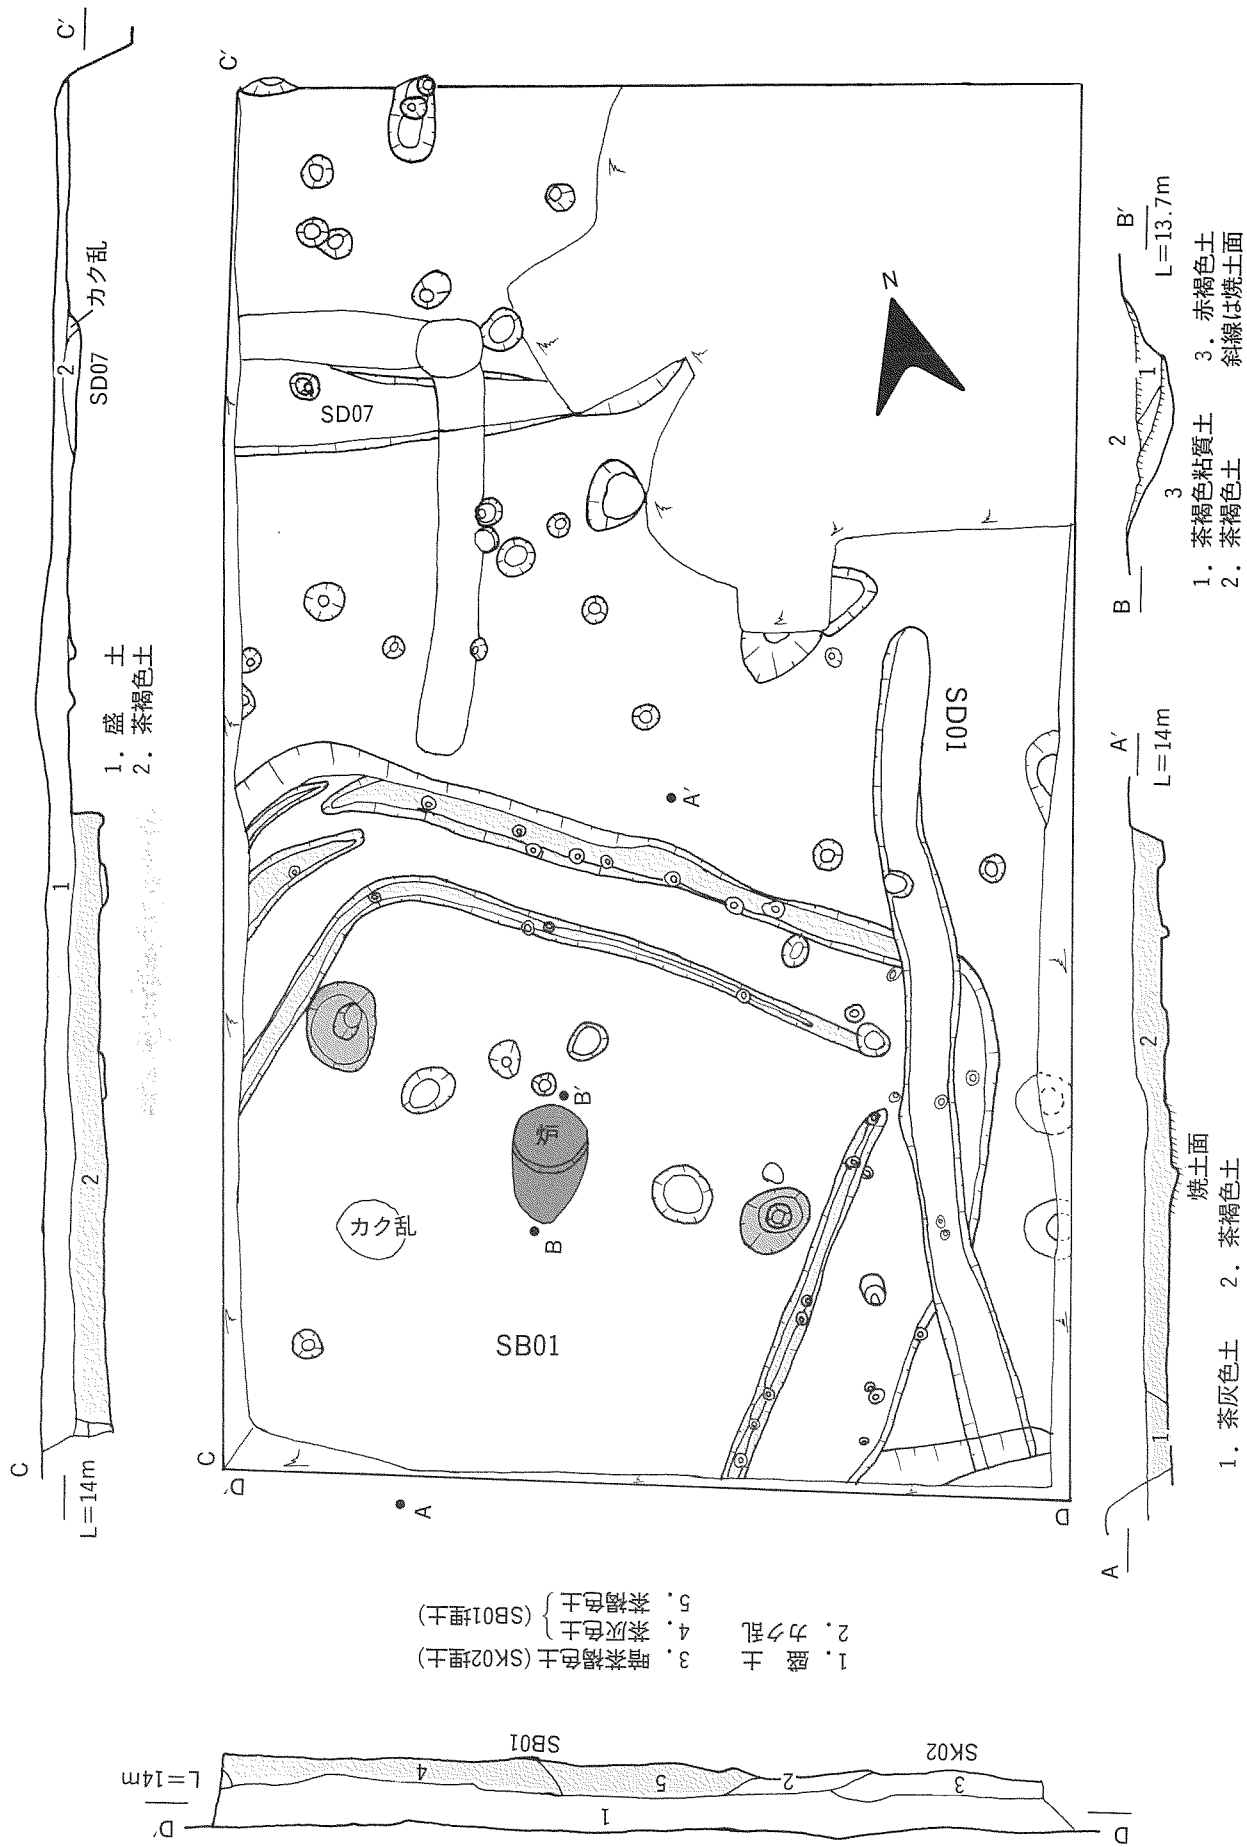 C
C′
L=14m
1
2
2
SD07
カク乱
1．盛　土
2．茶褐色土
C
C′
D′
D
SD07
N
SD01
A′
B′
炉
B
カク乱
SB01
A
B
B′
L=13.7m
1
2
3
1．茶褐色粘質土
2．茶褐色土
3．赤褐色土
斜線は焼土面
A
A′
L=14m
1
2
焼土面
1．茶灰色土　2．茶褐色土
1．盛　土
2．カク乱
3．暗茶褐色土（SK02埋土）
4．茶灰色土
5．茶褐色土
（SB01埋土）
D
D′
L=14m
SK02
SB01
1
2
3
4
5